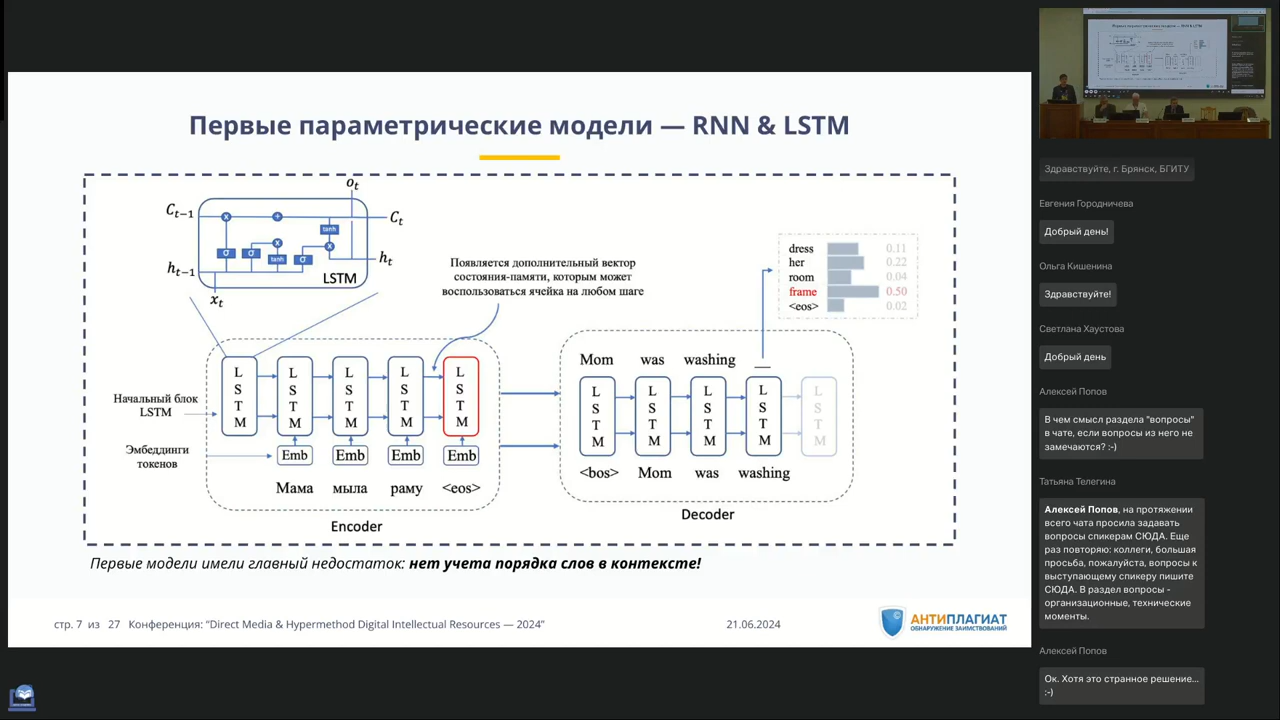 Первые параметрические модели — RNN & LSTM
o_t
C_{t−1}
x
+
C_t
tanh
σ
σ
x
tanh
σ
x
h_{t−1}
h_t
LSTM
x_t
Появляется дополнительный вектор
состояния-памяти, которым может
воспользоваться ячейка на любом шаге
dress 0.11
her 0.22
room 0.04
frame 0.50
<eos> 0.02
Начальный блок
LSTM
Эмбеддинги
токенов
LSTM
LSTM
LSTM
LSTM
LSTM
Emb
Emb
Emb
Emb
Мама мыла раму <eos>
Encoder
Mom was washing __
LSTM
LSTM
LSTM
LSTM
LSTM
<bos> Mom was washing
Decoder
Первые модели имели главный недостаток: нет учета порядка слов в контексте!
стр. 7 из 27 Конференция: “Direct Media & Hypermethod Digital Intellectual Resources — 2024” 21.06.2024
АНТИПЛАГИАТ
ОБНАРУЖЕНИЕ ЗАИМСТВОВАНИЙ
Здравствуйте, г. Брянск, БГИТУ
Евгения Городничева
Добрый день!
Ольга Кишенина
Здравствуйте!
Светлана Хаустова
Добрый день
Алексей Попов
В чем смысл раздела "вопросы"
в чате, если вопросы из него не
замечаются? :-)
Татьяна Телегина
Алексей Попов, на протяжении
всего чата просила задавать
вопросы спикерам СЮДА. Еще
раз повторяю: коллеги, большая
просьба, пожалуйста, вопросы к
выступающему спикеру пишите
СЮДА. В раздел вопросы -
организационные, технические
моменты.
Алексей Попов
Ок. Хотя это странное решение...
:-)